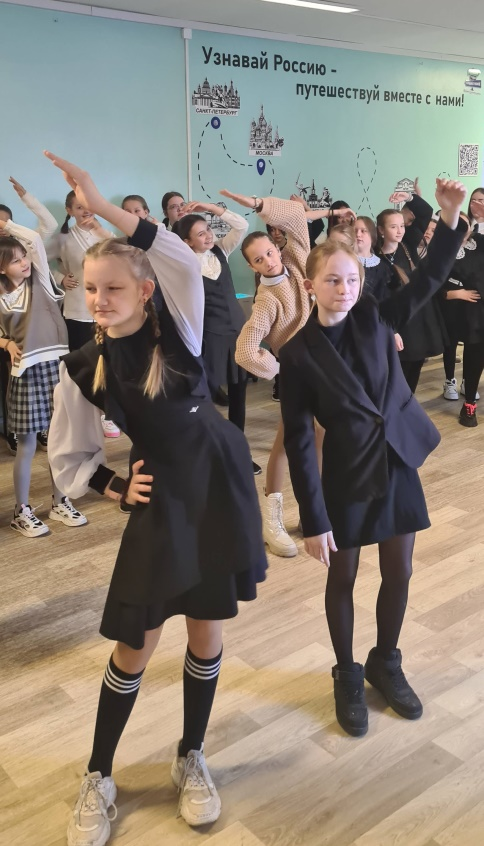 Узнавай Россию -
путешествуй вместе с нами!
САНКТ-ПЕТЕРБУРГ
МОСКВА